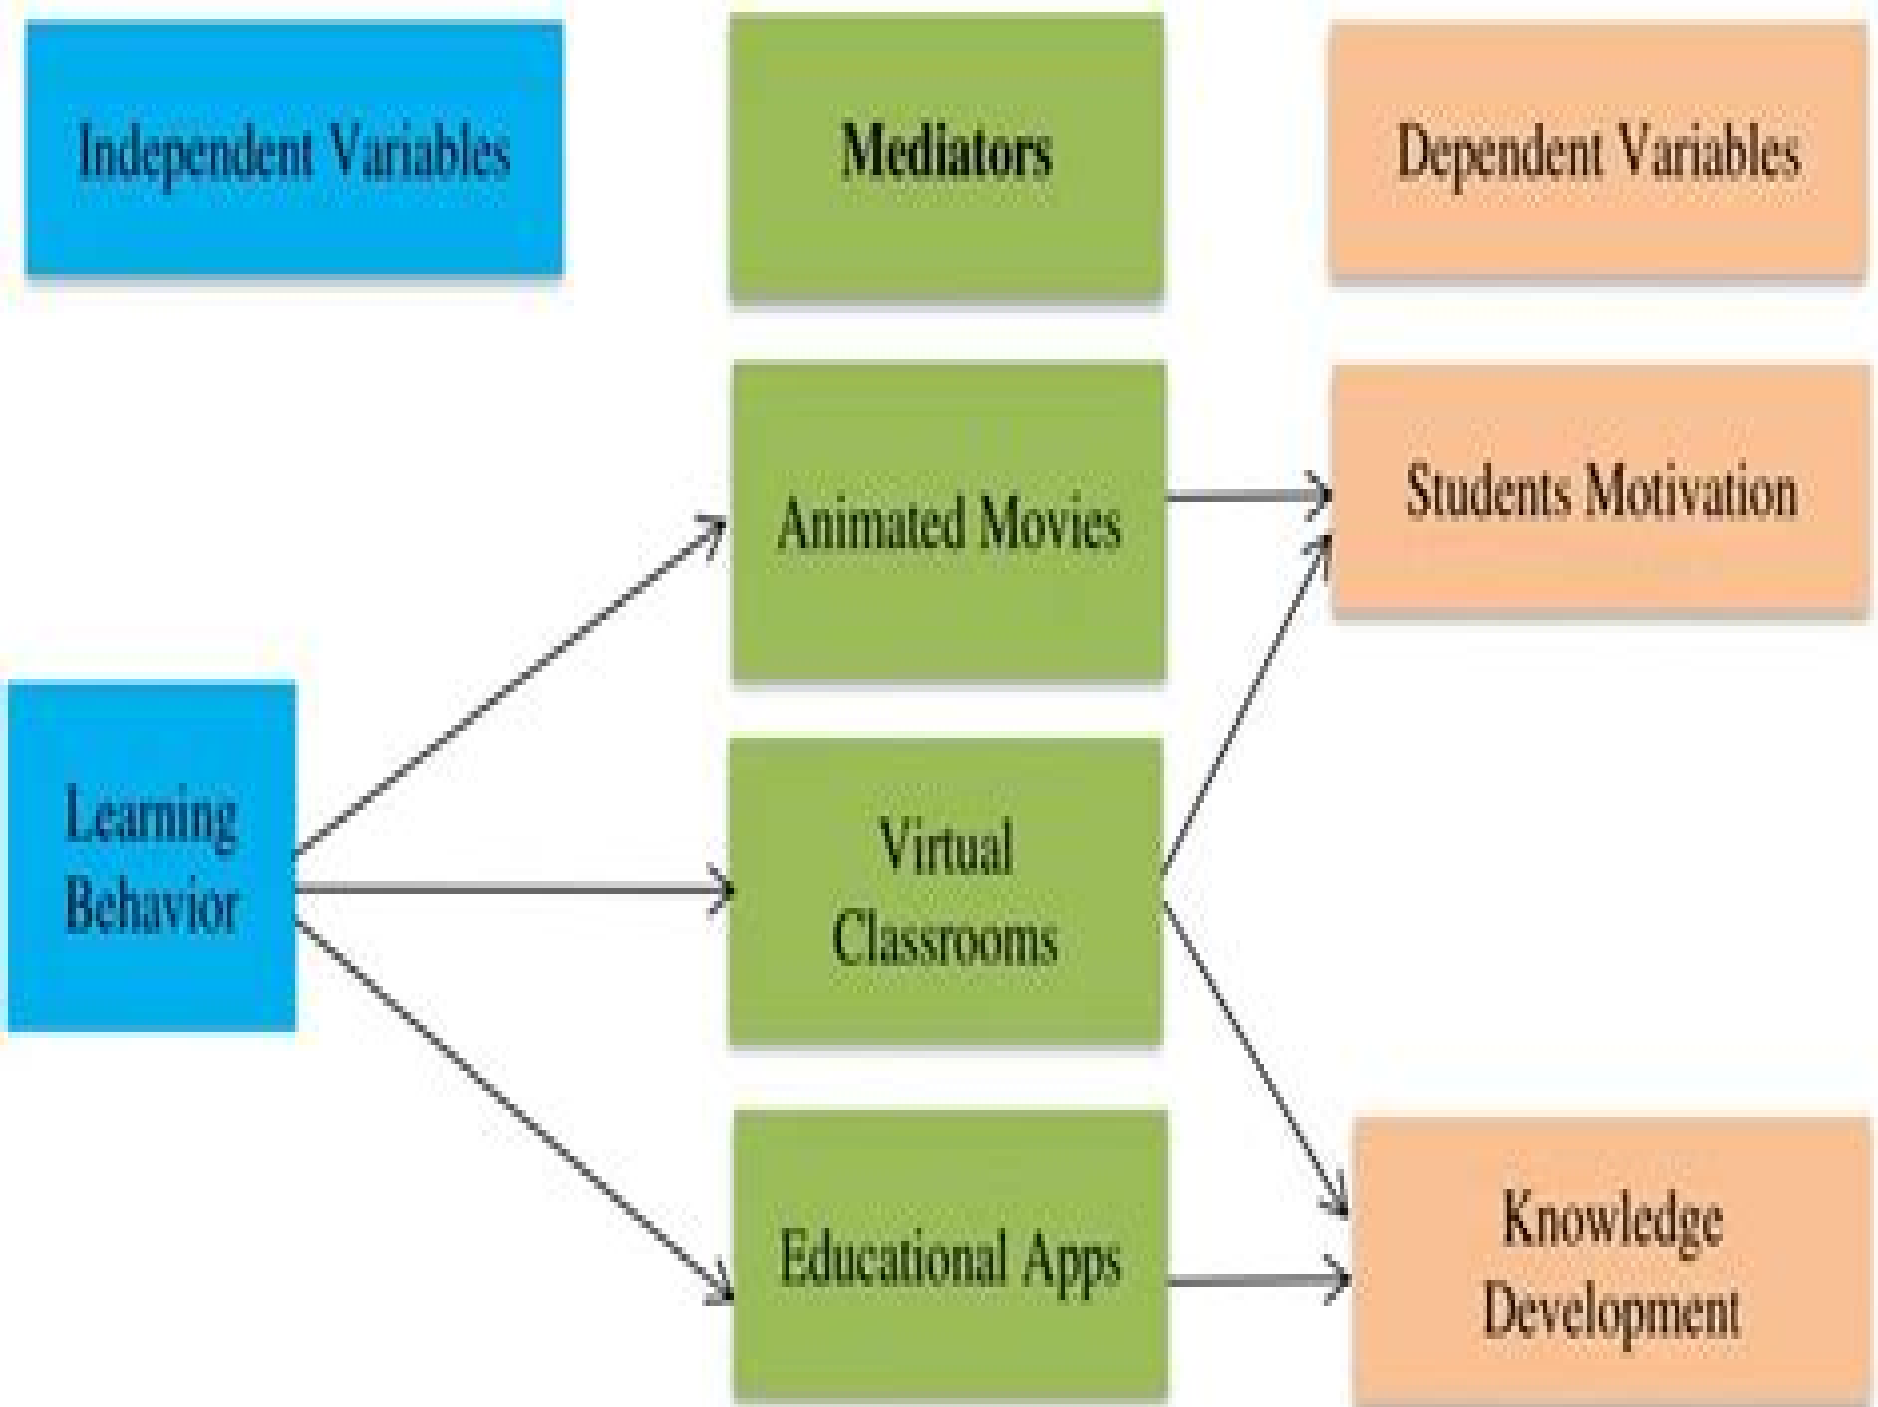 Independent Variables
Mediators
Dependent Variables
Animated Movies
Students Motivation
Learning
Behavior
Virtual
Classrooms
Educational Apps
Knowledge
Development